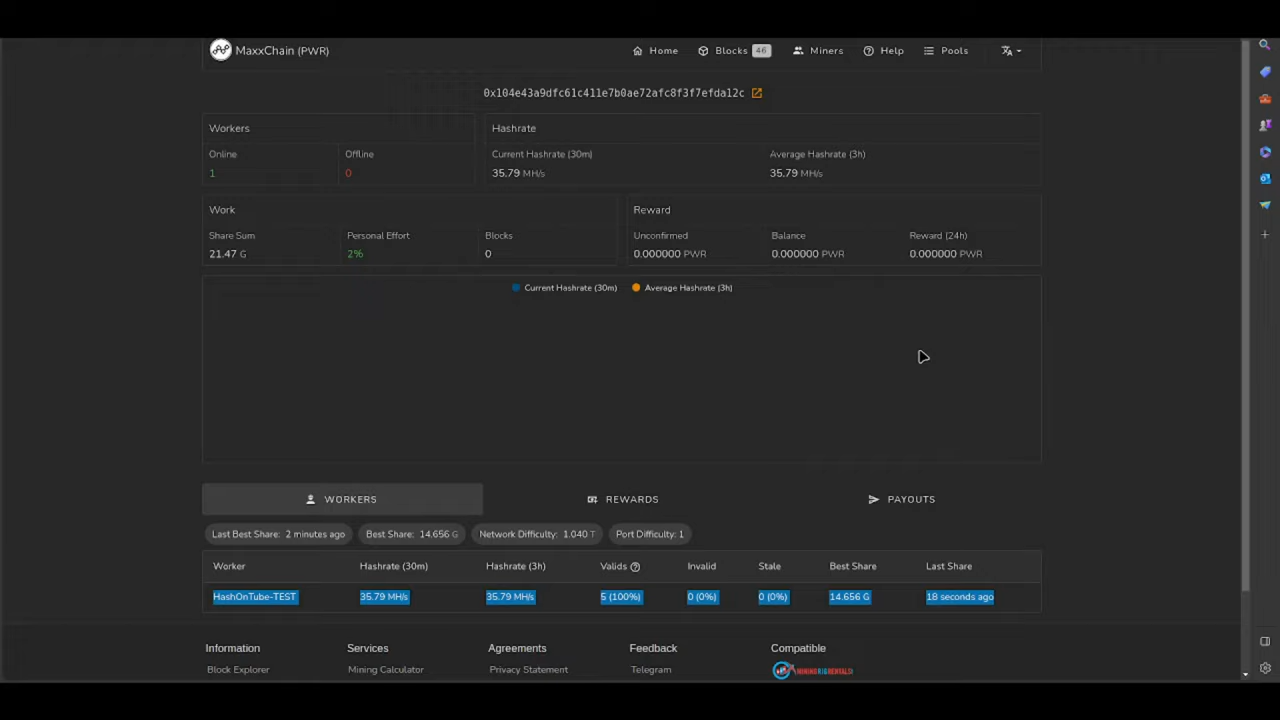 MaxxChain (PWR) Home Blocks 46 Miners Help Pools
0x104e43a9dfc61c411e7b0ae72afc8f3f7efda12c
Workers
Online Offline
1 0
Hashrate
Current Hashrate (30m) Average Hashrate (3h)
35.79 MH/s 35.79 MH/s
Work
Share Sum Personal Effort Blocks
21.47 G 2% 0
Reward
Unconfirmed Balance Reward (24h)
0.000000 PWR 0.000000 PWR 0.000000 PWR
Current Hashrate (30m) Average Hashrate (3h)
WORKERS REWARDS PAYOUTS
Last Best Share: 2 minutes ago Best Share: 14.656 G Network Difficulty: 1.040 T Port Difficulty: 1
Worker Hashrate (30m) Hashrate (3h) Valids Invalid Stale Best Share Last Share
HashOnTube-TEST 35.79 MH/s 35.79 MH/s 5 (100%) 0 (0%) 0 (0%) 14.656 G 18 seconds ago
Information Services Agreements Feedback Compatible
Block Explorer Mining Calculator Privacy Statement Telegram MININGRIGRENTALS